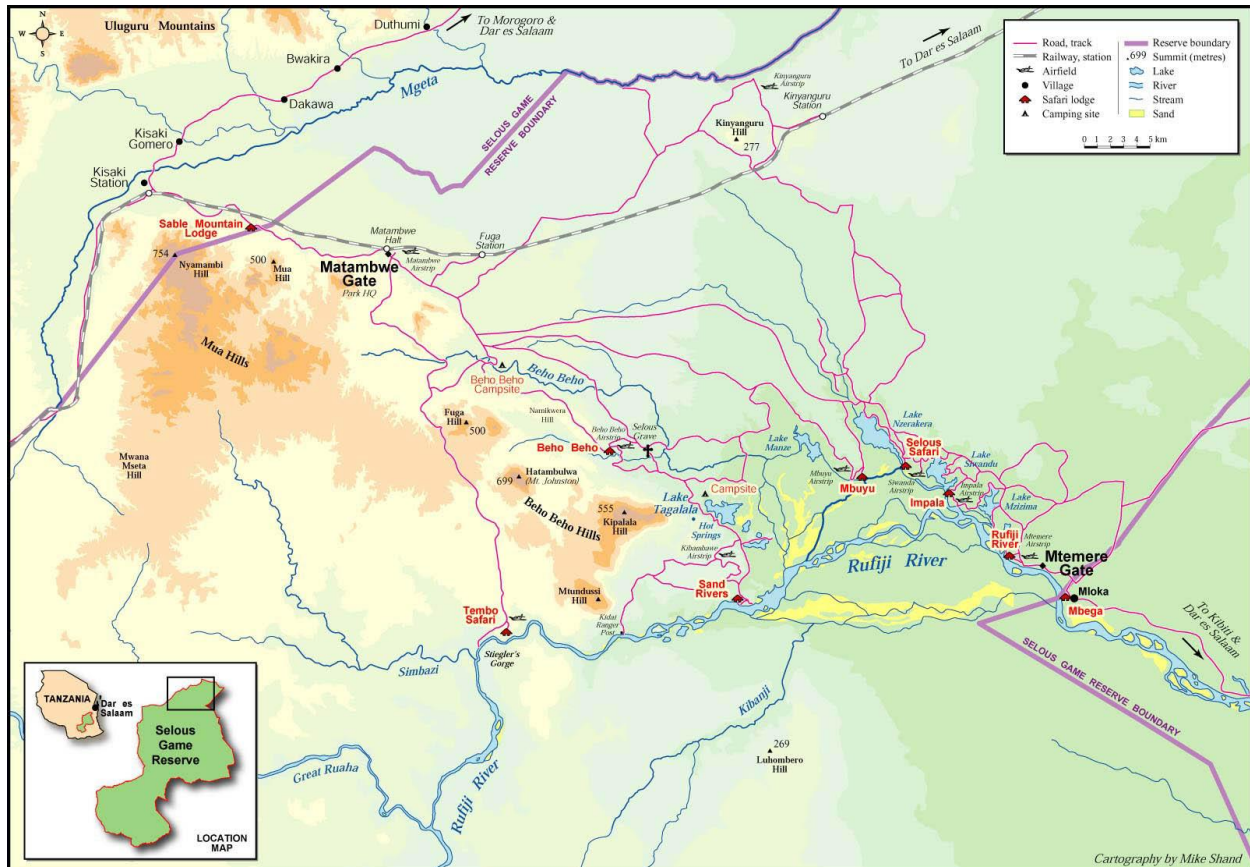 N
W E
S
Uluguru Mountains
Duthumi
To Morogoro &
Dar es Salaam
Bwakira
Mgeta
Dakawa
Kisaki
Gomero
Kisaki
Station
SELOUS GAME
RESERVE BOUNDARY
Kinyanguru
Airstrip
Kinyanguru
Station
Kinyanguru
Hill
277
To Dar es Salaam
Road, track
Railway, station
Airfield
Village
Safari lodge
Camping site
Reserve boundary
.699 Summit (metres)
Lake
River
Stream
Sand
0 1 2 3 4 5 km
Sable Mountain
Lodge
754
Nyamambi
Hill
500
Mua
Hill
Matambwe
Halt
Matambwe
Airstrip
Fuga
Station
Matambwe
Gate
Park HQ
Mua Hills
Beho Beho
Beho Beho
Campsite
Fuga
Hill
500
Namikwera
Hill
Beho Beho
Airstrip
Selous
Grave
Beho Beho
Mwana
Mseta
Hill
Hatambulwa
(Mt. Johnston)
699
Beho Beho Hills
555
Kipalala
Hill
Lake
Tagalala
Campsite
Hot
Springs
Lake
Manze
Mbuyu
Airstrip
Mbuyu
Lake
Nzerakera
Selous
Safari
Siwandu
Airstrip
Lake
Siwandu
Impala
Airstrip
Impala
Lake
Mzizima
Rufiji
River
Mtemere
Airstrip
Mtemere
Gate
Mloka
Mbega
To Kibiti &
Dar es Salaam
Rufiji River
Sand
Rivers
Mtundussi
Hill
Kidai
Ranger
Post
Tembo
Safari
Stiegler's
Gorge
Simbazi
Kibanji
269
Luhombero
Hill
Great Ruaha
Rufiji River
SELOUS GAME RESERVE BOUNDARY
TANZANIA
Dar es
Salaam
Selous
Game
Reserve
LOCATION
MAP
Cartography by Mike Shand